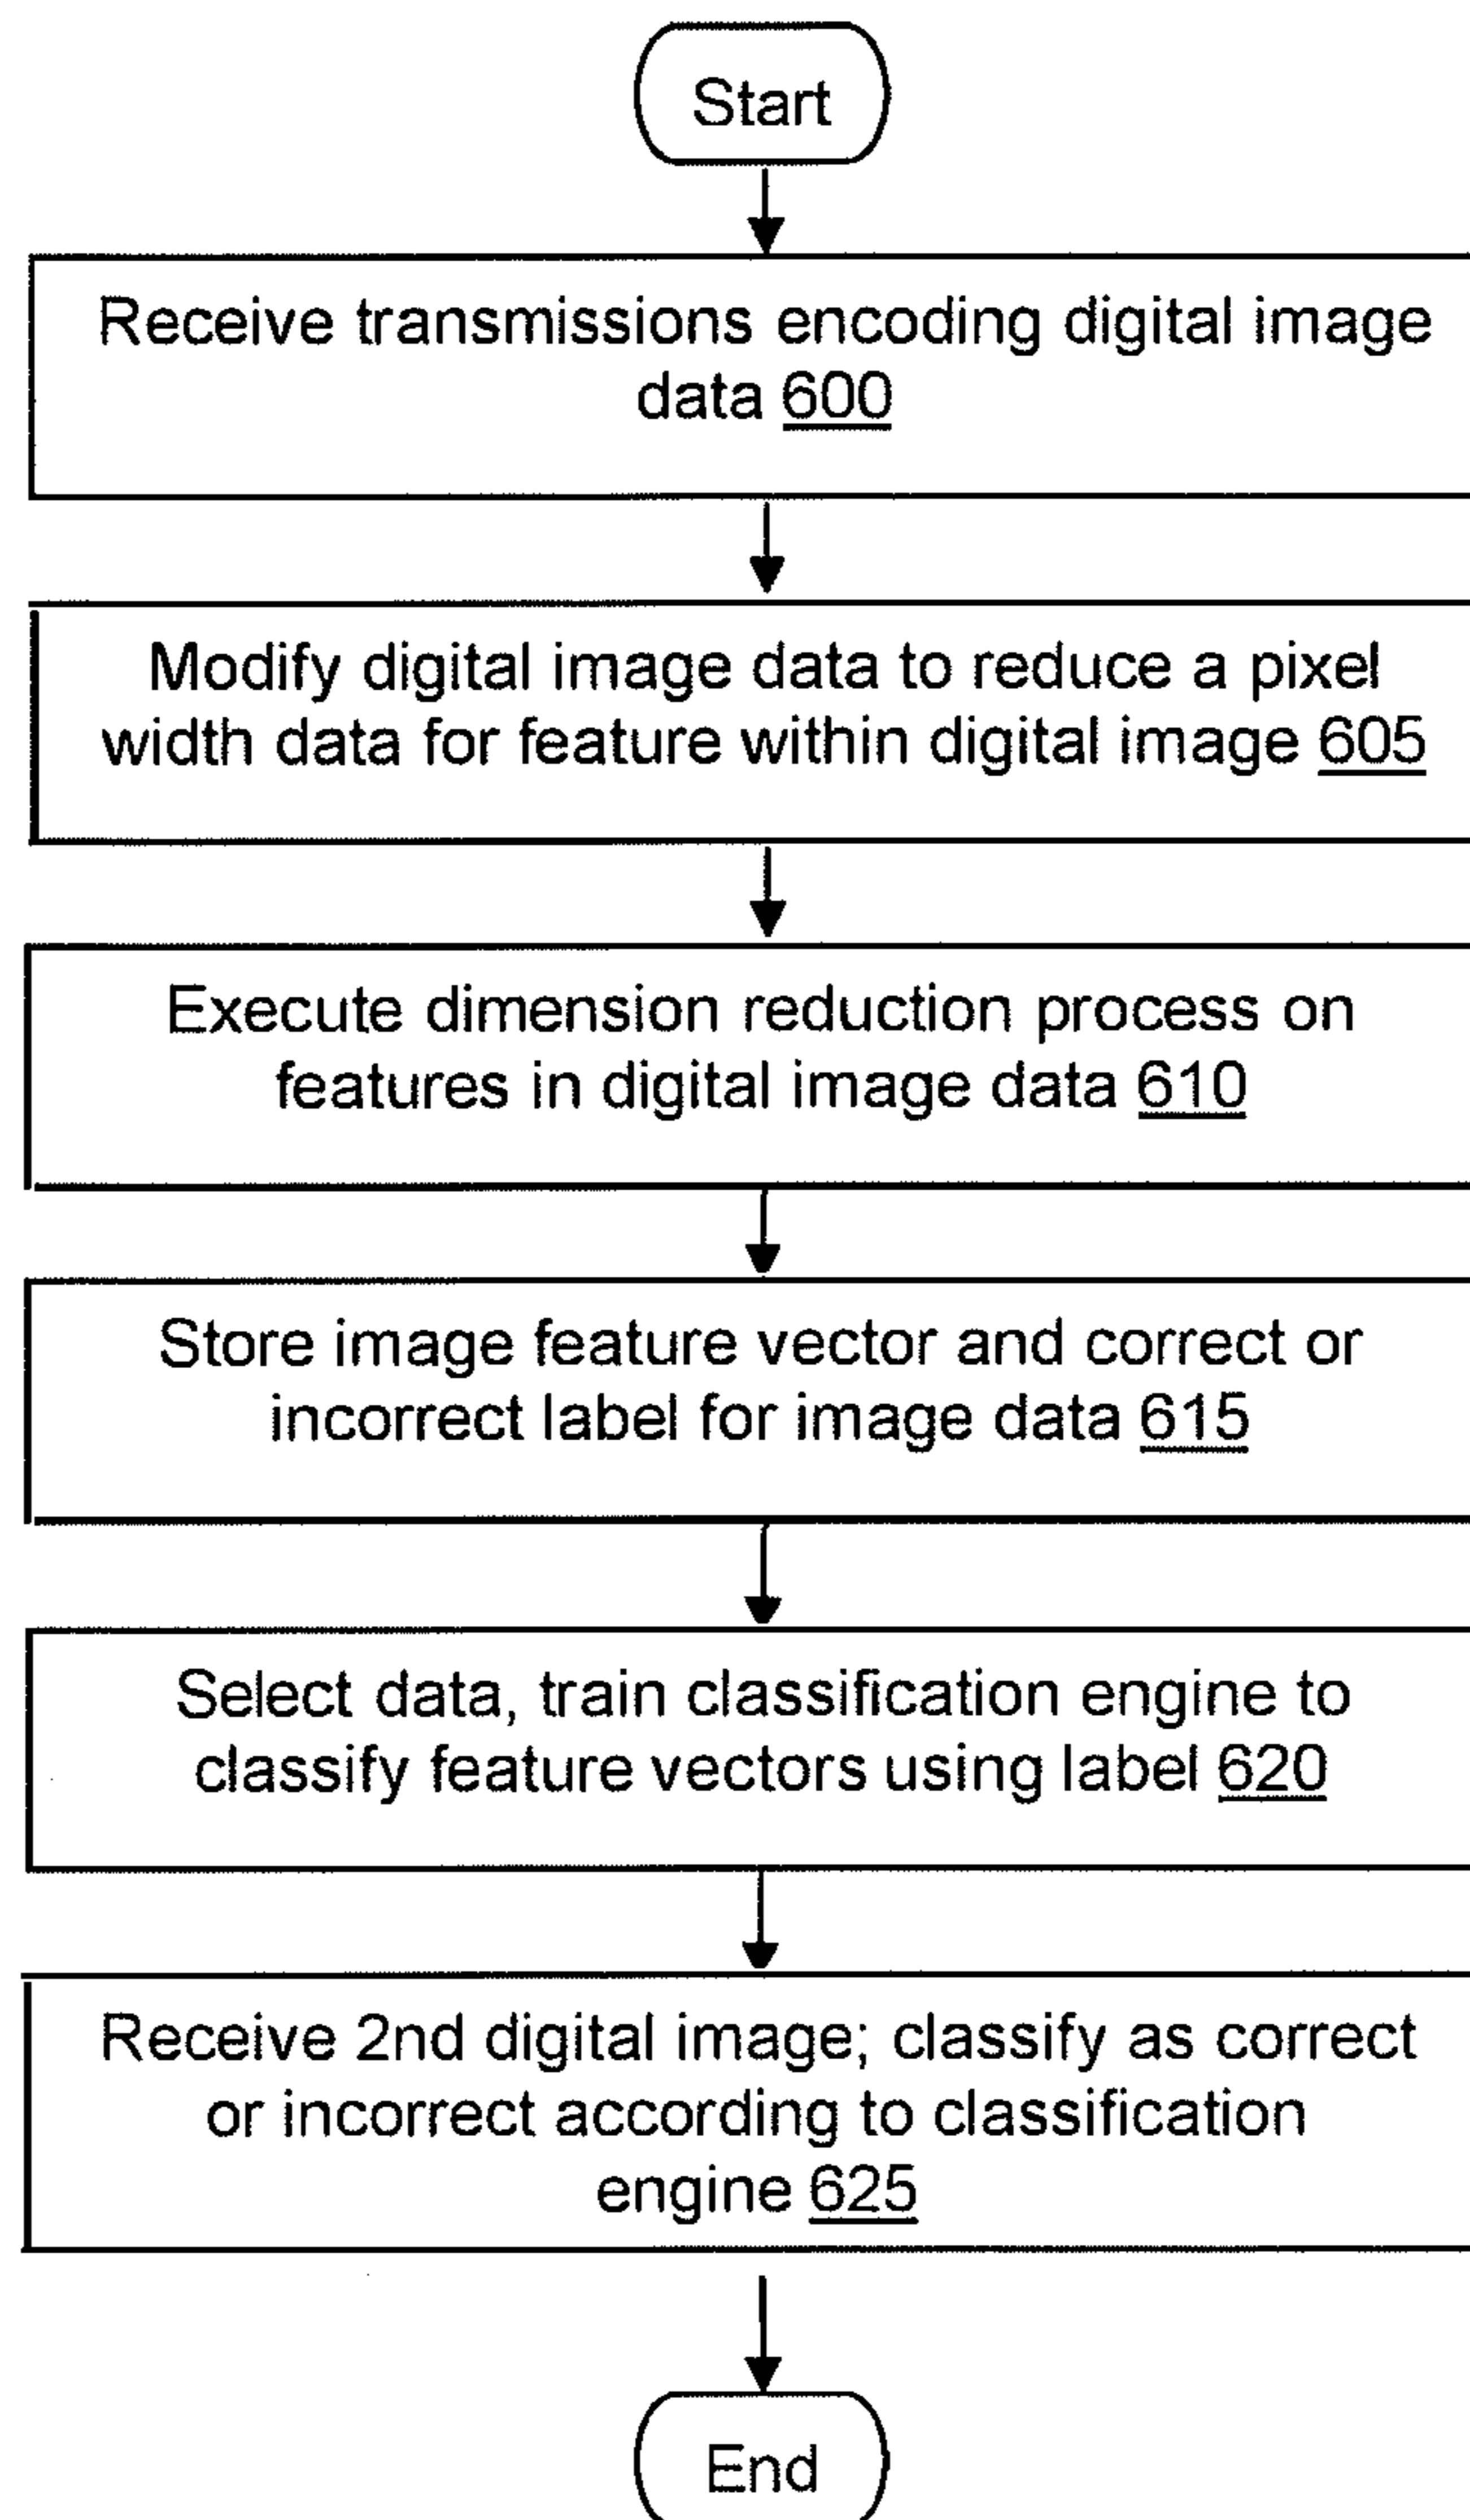 Start
Receive transmissions encoding digital image
data 600
Modify digital image data to reduce a pixel
width data for feature within digital image 605
Execute dimension reduction process on
features in digital image data 610
Store image feature vector and correct or
incorrect label for image data 615
Select data, train classification engine to
classify feature vectors using label 620
Receive 2nd digital image; classify as correct
or incorrect according to classification
engine 625
End